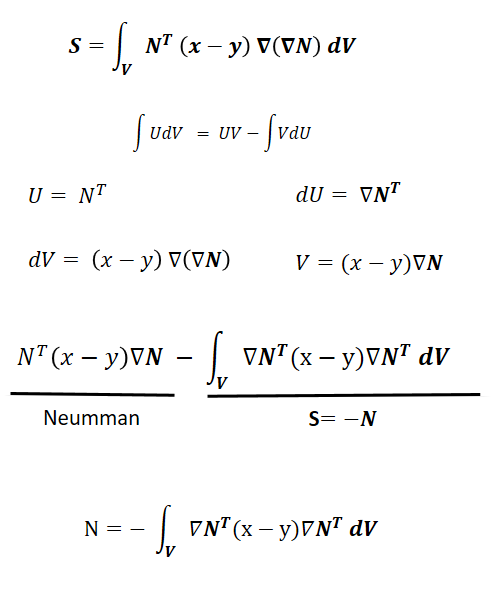 S = ∫_V N^T (x − y) ∇(∇N) dV
∫ UdV = UV − ∫ VdU
U = N^T
dU = ∇N^T
dV = (x − y) ∇(∇N)
V = (x − y)∇N
N^T(x − y)∇N − ∫_V ∇N^T(x − y)∇N^T dV
Neumman
S= −N
N = − ∫_V ∇N^T(x − y)∇N^T dV